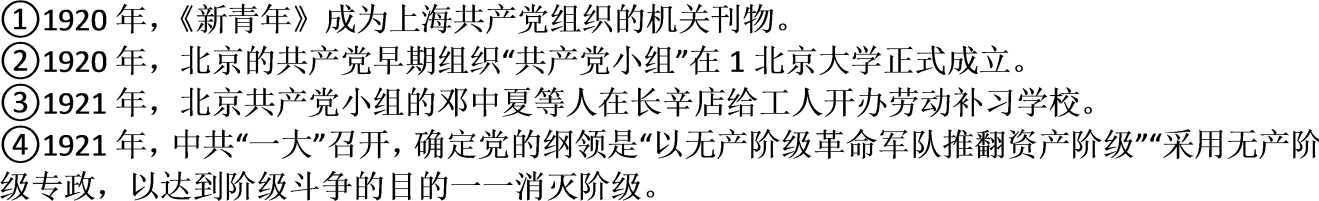 ①1920 年，《新青年》成为上海共产党组织的机关刊物。
②1920 年，北京的共产党早期组织“共产党小组”在 1 北京大学正式成立。
③1921 年，北京共产党小组的邓中夏等人在长辛店给工人开办劳动补习学校。
④1921 年，中共“一大”召开，确定党的纲领是“以无产阶级革命军队推翻资产阶级”“采用无产阶
级专政，以达到阶级斗争的目的一一消灭阶级。